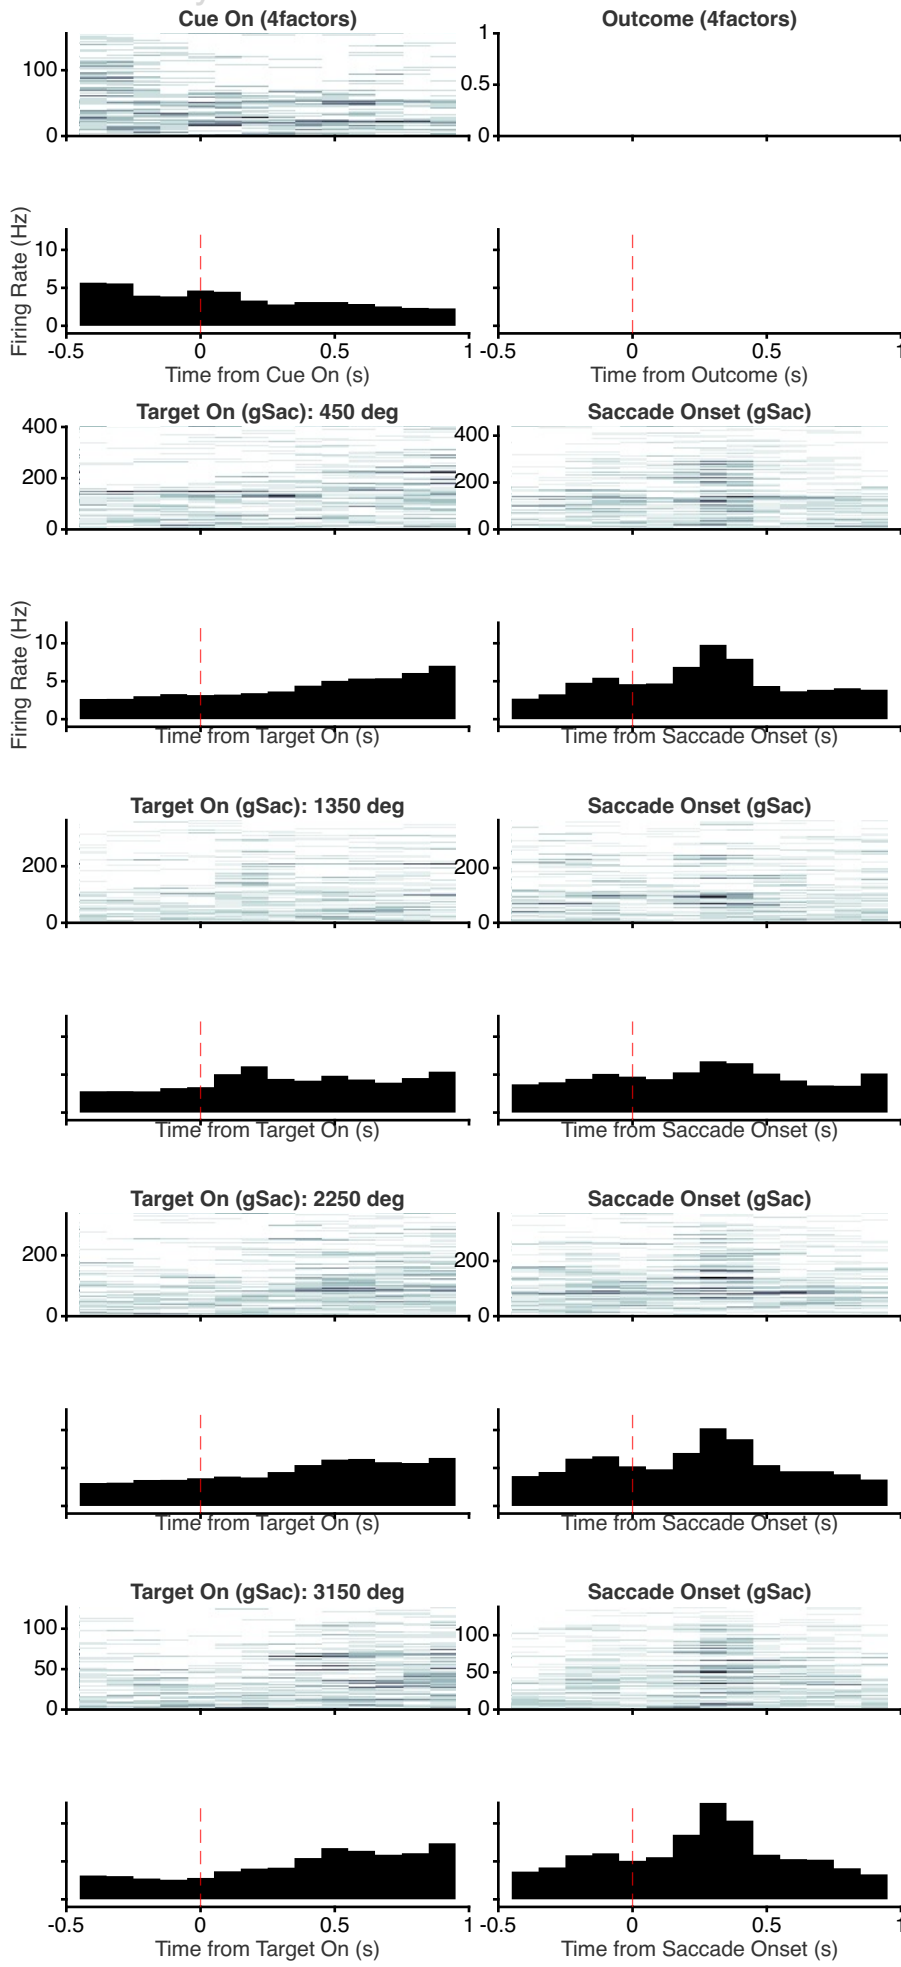 Cue On (4factors) Outcome (4factors)
100
0
1
0.5
0
Firing Rate (Hz)
10
5
0
-0.5 0 0.5 1 -0.5 0 0.5 1
Time from Cue On (s) Time from Outcome (s)
Target On (gSac): 450 deg Saccade Onset (gSac)
400
200
0
400
200
0
Firing Rate (Hz)
10
5
0
Time from Target On (s) Time from Saccade Onset (s)
Target On (gSac): 1350 deg Saccade Onset (gSac)
200
0
200
0
Time from Target On (s) Time from Saccade Onset (s)
Target On (gSac): 2250 deg Saccade Onset (gSac)
200
0
200
0
Time from Target On (s) Time from Saccade Onset (s)
Target On (gSac): 3150 deg Saccade Onset (gSac)
100
50
0
100
50
0
-0.5 0 0.5 1 -0.5 0 0.5 1
Time from Target On (s) Time from Saccade Onset (s)